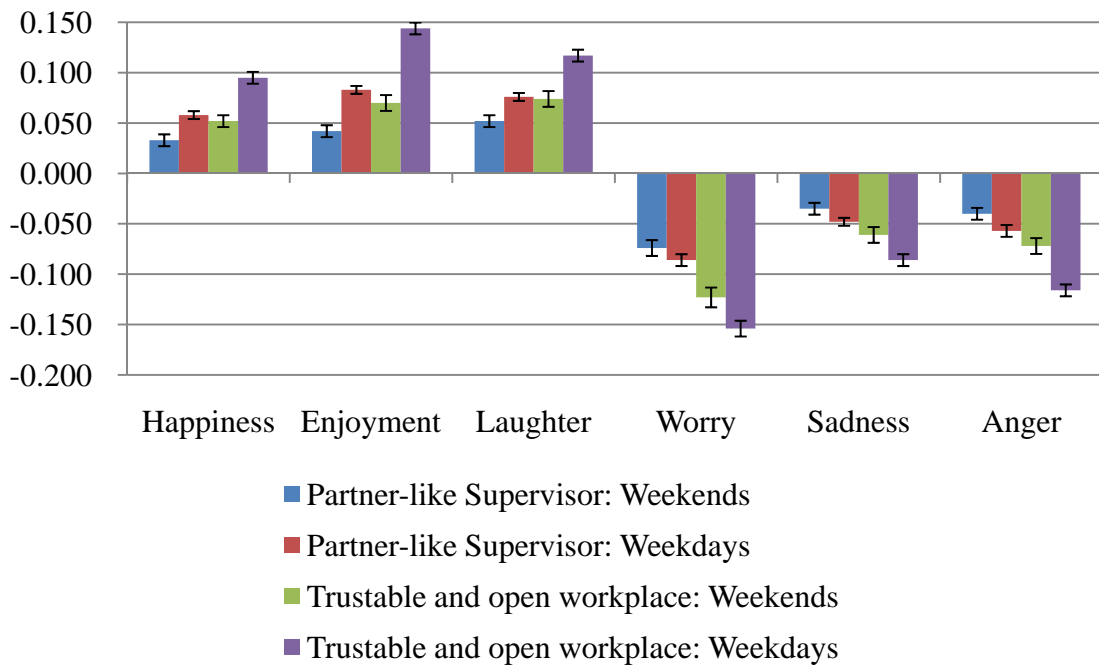 0.150
0.100
0.050
0.000
-0.050
-0.100
-0.150
-0.200
Happiness Enjoyment Laughter Worry Sadness Anger
Partner-like Supervisor: Weekends
Partner-like Supervisor: Weekdays
Trustable and open workplace: Weekends
Trustable and open workplace: Weekdays